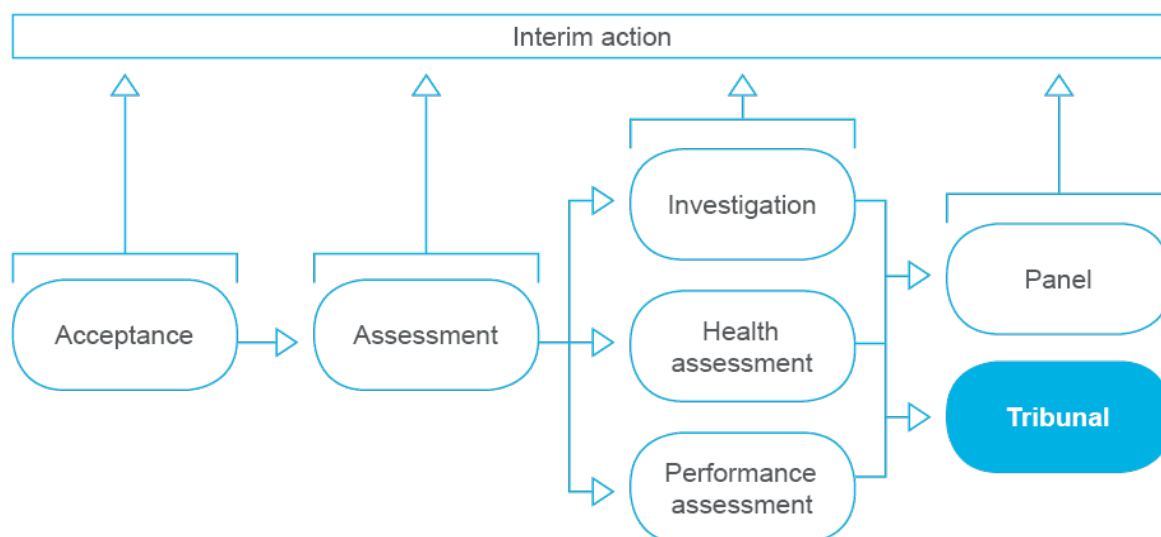 Interim action
Acceptance
Assessment
Investigation
Health
assessment
Performance
assessment
Panel
Tribunal